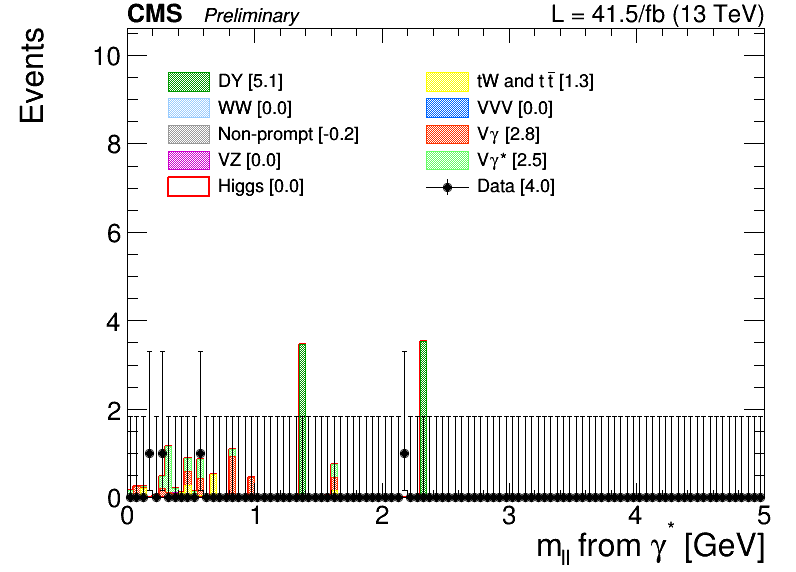 CMS Preliminary L = 41.5/fb (13 TeV)
Events
10
8
6
4
2
0
DY [5.1]
WW [0.0]
Non-prompt [-0.2]
VZ [0.0]
Higgs [0.0]
tW and tt̅ [1.3]
VVV [0.0]
Vγ [2.8]
Vγ* [2.5]
Data [4.0]
0 1 2 3 4 5
m_ll from γ* [GeV]